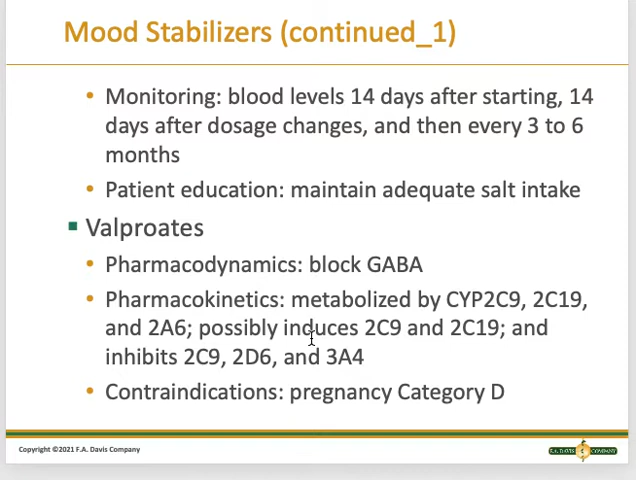 Mood Stabilizers (continued_1)
• Monitoring: blood levels 14 days after starting, 14
days after dosage changes, and then every 3 to 6
months
• Patient education: maintain adequate salt intake
▪ Valproates
• Pharmacodynamics: block GABA
• Pharmacokinetics: metabolized by CYP2C9, 2C19,
and 2A6; possibly induces 2C9 and 2C19; and
inhibits 2C9, 2D6, and 3A4
• Contraindications: pregnancy Category D
Copyright ©2021 F.A. Davis Company
F.A. DAVIS COMPANY